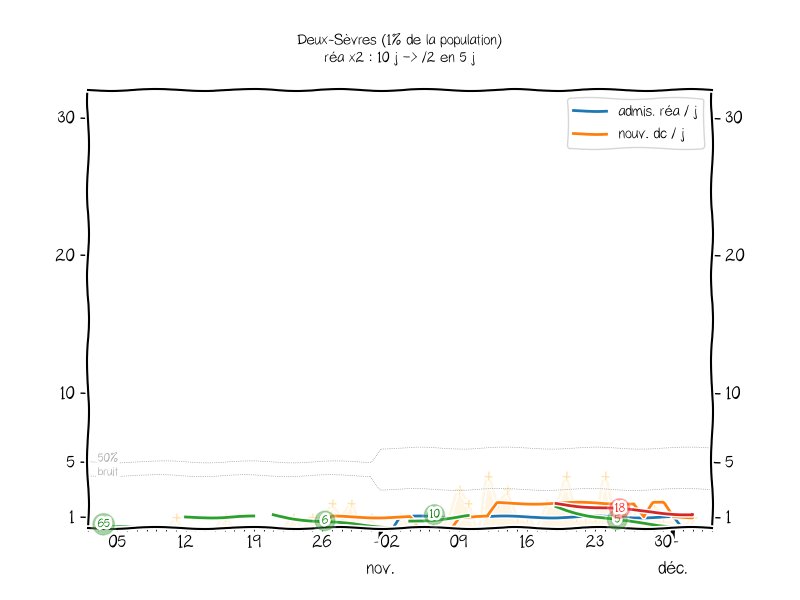 Deux-Sèvres (1% de la population)
réa x2 : 10 j -> /2 en 5 j
admis. réa / j
nouv. dc / j
30
30
20
20
10
10
50%
5
5
bruit
18
10
65
6
5
1
1
05 12 19 26 02 09 16 23 30
nov. déc.